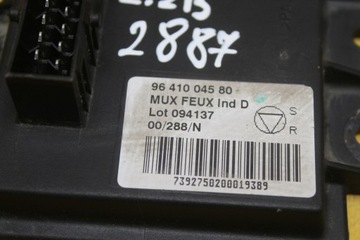 2887
96 410 045 80
MUX FEUX Ind D
Lot 094137
00/288/N
S
R
7392750200019389